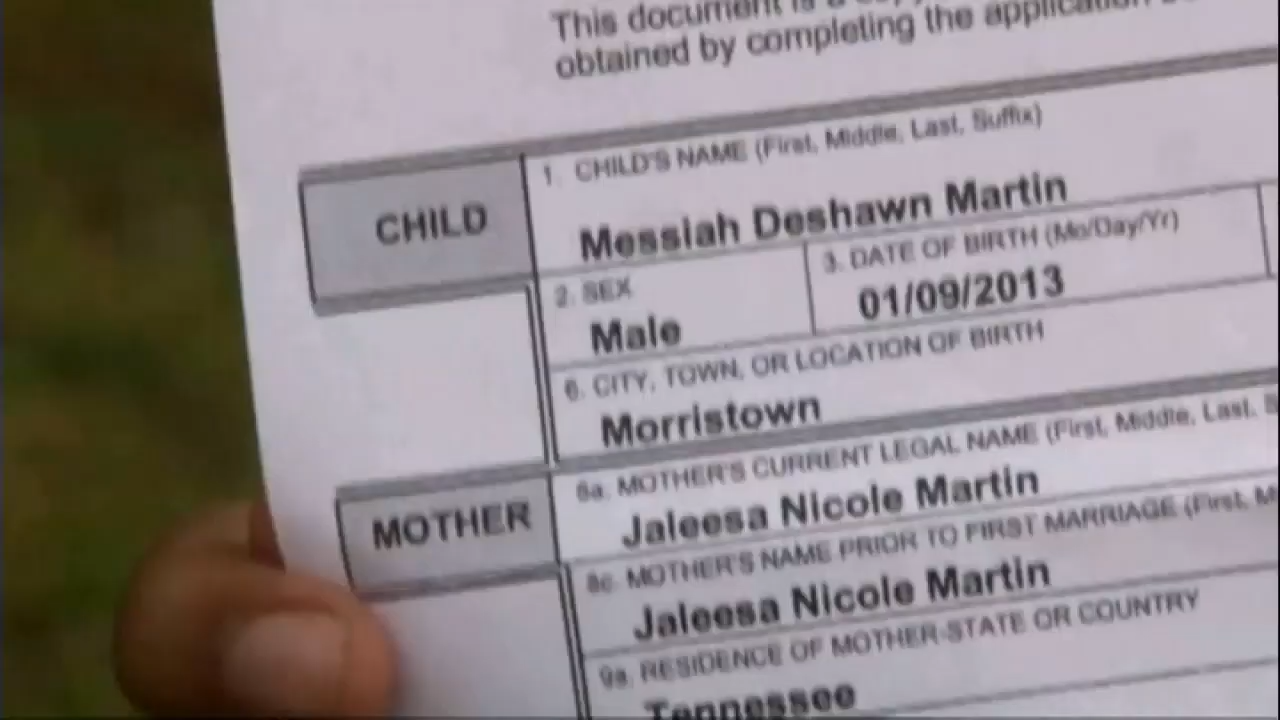 This document is a
obtained by completing the application
1. CHILD'S NAME (First, Middle, Last, Suffix)
CHILD
Messiah Deshawn Martin
2. SEX
3. DATE OF BIRTH (Mo/Day/Yr)
Male
01/09/2013
6. CITY, TOWN, OR LOCATION OF BIRTH
Morristown
8a. MOTHER'S CURRENT LEGAL NAME (First, Middle, Last,
MOTHER
Jaleesa Nicole Martin
8c. MOTHER'S NAME PRIOR TO FIRST MARRIAGE (First,
Jaleesa Nicole Martin
9a. RESIDENCE OF MOTHER-STATE OR COUNTRY
Tennessee